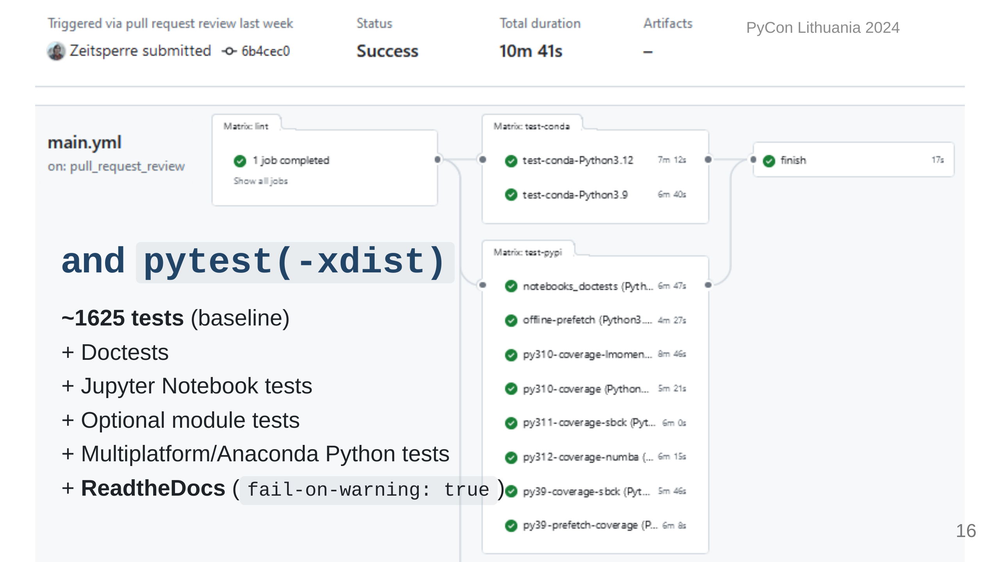 Triggered via pull request review last week
Zeitsperre submitted 6b4cec0
Status
Success
Total duration
10m 41s
Artifacts
–
PyCon Lithuania 2024
main.yml
on: pull_request_review
Matrix: lint
1 job completed
Show all jobs
Matrix: test-conda
test-conda-Python3.12 7m 12s
test-conda-Python3.9 6m 40s
finish 17s
and pytest(-xdist)
~1625 tests (baseline)
+ Doctests
+ Jupyter Notebook tests
+ Optional module tests
+ Multiplatform/Anaconda Python tests
+ ReadtheDocs ( fail-on-warning: true )
Matrix: test-pypi
notebooks_doctests (Pyth... 6m 47s
offline-prefetch (Python3.... 4m 27s
py310-coverage-lmomen... 8m 46s
py310-coverage (Python... 5m 21s
py311-coverage-sbck (Pyt... 6m 0s
py312-coverage-numba (... 6m 15s
py39-coverage-sbck (Pyt... 5m 46s
py39-prefetch-coverage (P... 6m 8s
16